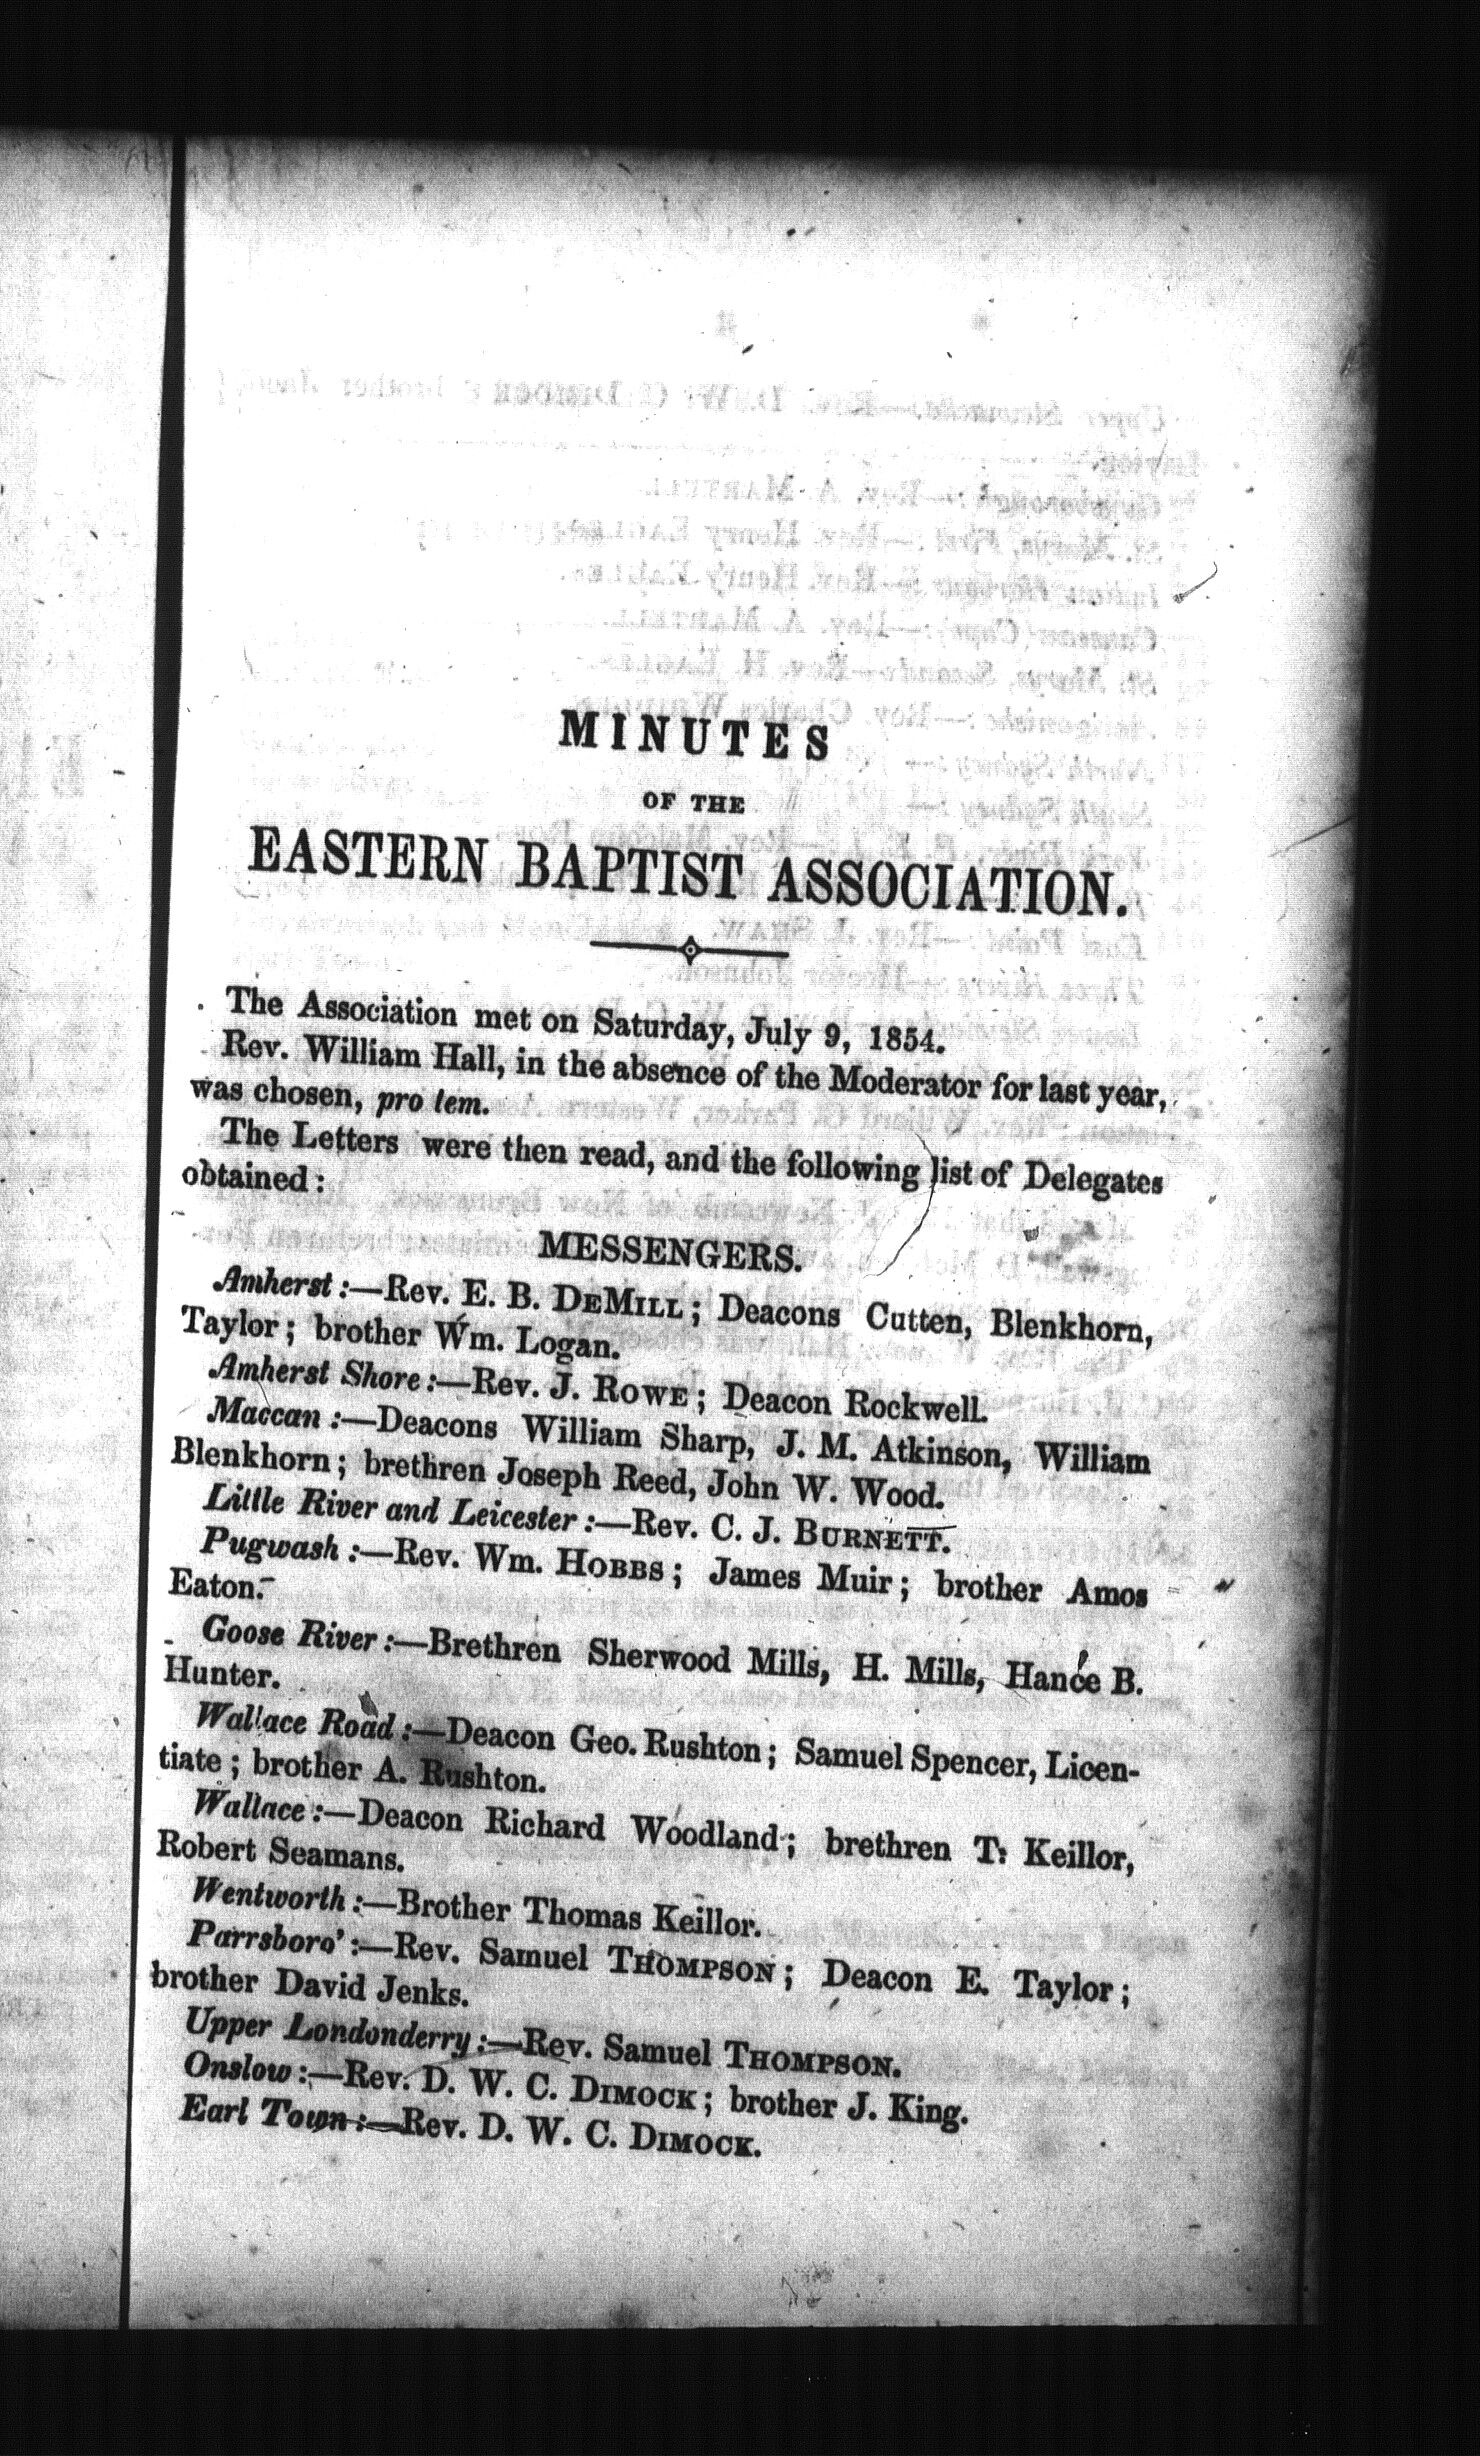 MINUTES
OF THE
EASTERN BAPTIST ASSOCIATION.
The Association met on Saturday, July 9, 1854.
Rev. William Hall, in the absence of the Moderator for last year,
was chosen, pro tem.
The Letters were then read, and the following list of Delegates
obtained:
MESSENGERS.
Amherst:—Rev. E. B. DEMILL; Deacons Cutten, Blenkhorn,
Taylor; brother Wm. Logan.
Amherst Shore:—Rev. J. ROWE; Deacon Rockwell.
Maccan:—Deacons William Sharp, J. M. Atkinson, William
Blenkhorn; brethren Joseph Reed, John W. Wood.
Little River and Leicester:—Rev. C. J. BURNETT.
Pugwash:—Rev. Wm. HOBBS; James Muir; brother Amos
Eaton.
Goose River:—Brethren Sherwood Mills, H. Mills, Hance B.
Hunter.
Wallace Road:—Deacon Geo. Rushton; Samuel Spencer, Licen-
tiate; brother A. Rushton.
Wallace:—Deacon Richard Woodland; brethren T. Keillor,
Robert Seamans.
Wentworth:—Brother Thomas Keillor.
Parrsboro':—Rev. Samuel THOMPSON; Deacon E. Taylor;
brother David Jenks.
Upper Londonderry:—Rev. Samuel THOMPSON.
Onslow:—Rev. D. W. C. DIMOCK; brother J. King.
Earl Town:—Rev. D. W. C. DIMOCK.